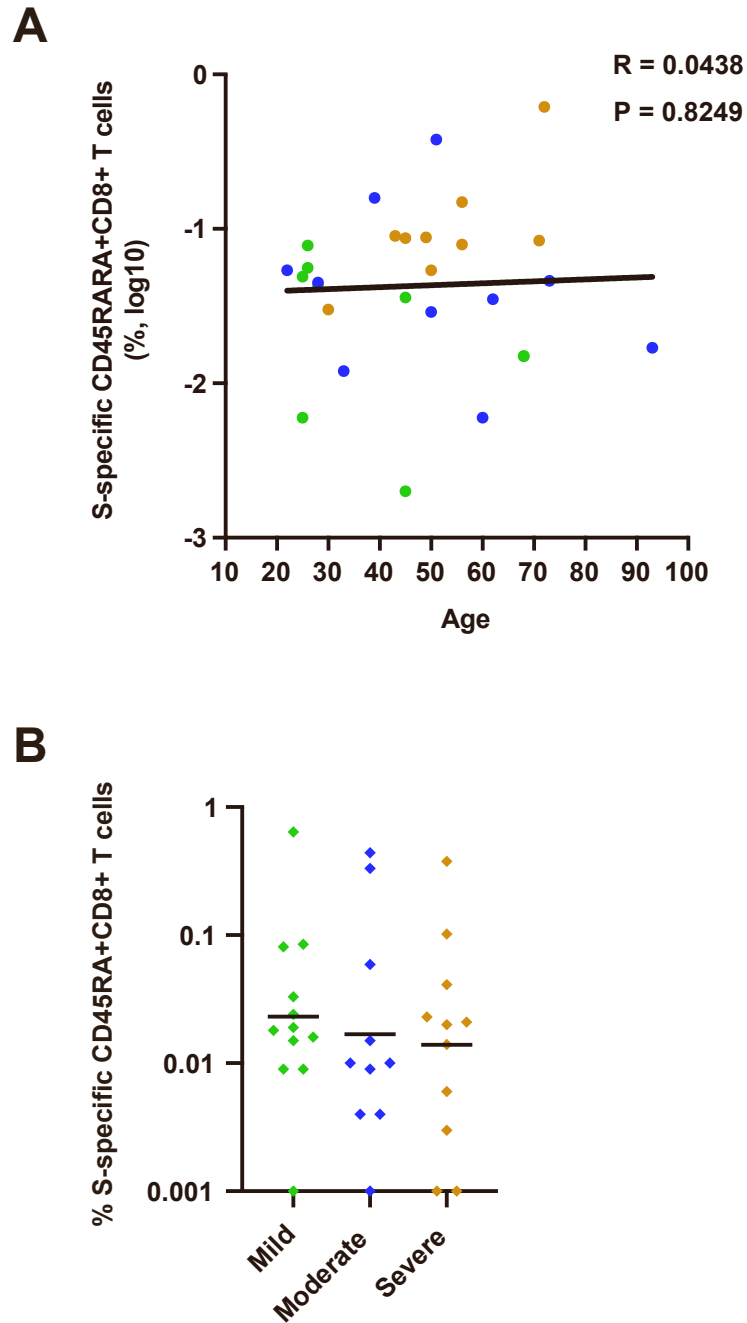 A
S-specific CD45RARA+CD8+ T cells
(%, log10)
R = 0.0438
P = 0.8249
0
-1
-2
-3
10 20 30 40 50 60 70 80 90 100
Age
B
% S-specific CD45RA+CD8+ T cells
1
0.1
0.01
0.001
Mild
Moderate
Severe